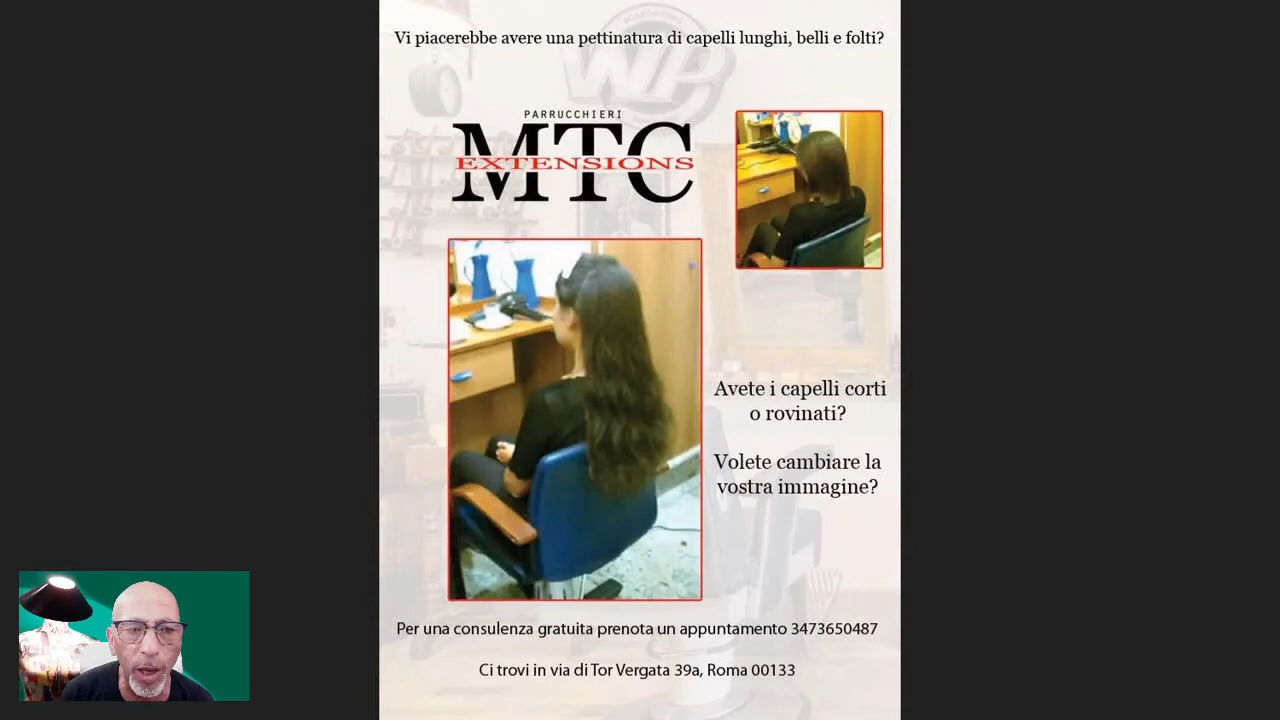 Vi piacerebbe avere una pettinatura di capelli lunghi, belli e folti?
WP
PARRUCCHIERI
MTC
EXTENSIONS
Avete i capelli corti
o rovinati?
Volete cambiare la
vostra immagine?
Per una consulenza gratuita prenota un appuntamento 3473650487
Ci trovi in via di Tor Vergata 39a, Roma 00133